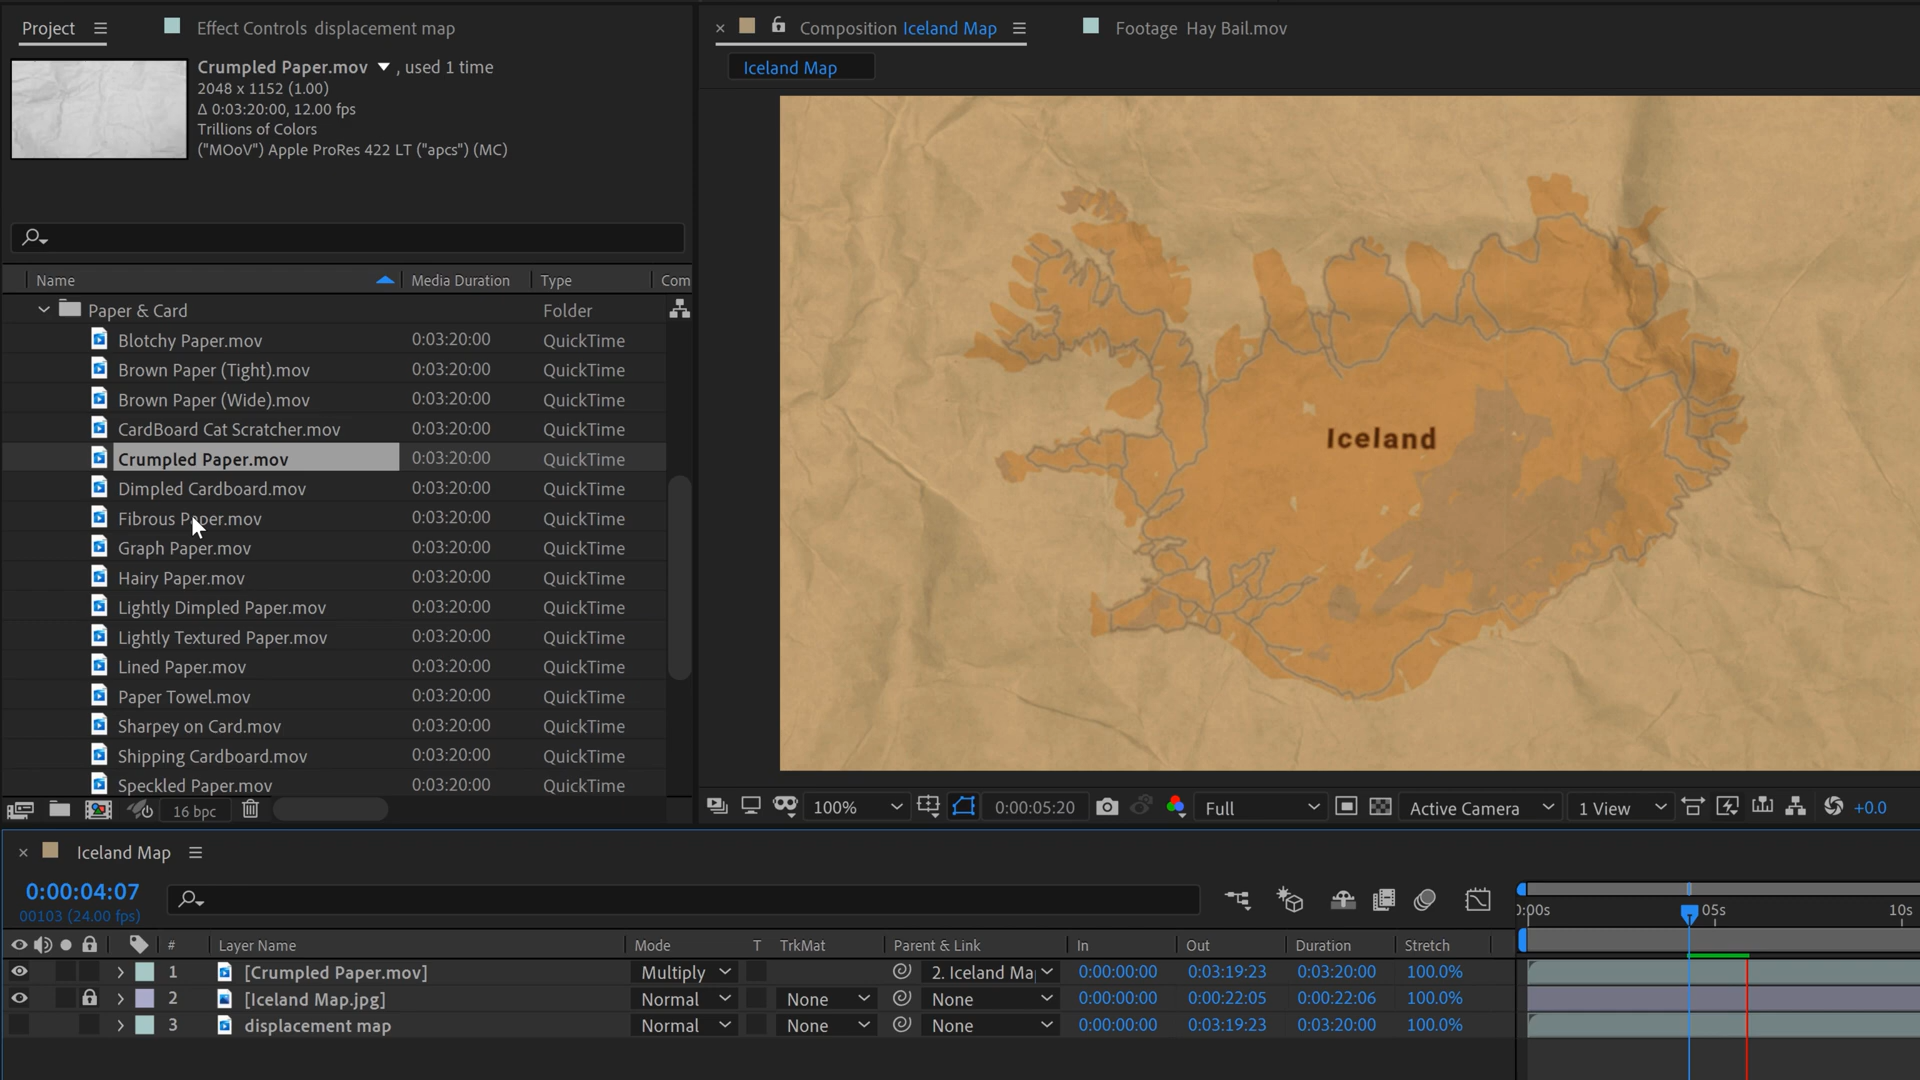 Project
Effect Controls displacement map
Composition Iceland Map
Footage Hay Bail.mov
Crumpled Paper.mov , used 1 time
2048 x 1152 (1.00)
Δ 0:03:20:00, 12.00 fps
Trillions of Colors
("MOoV") Apple ProRes 422 LT ("apcs") (MC)
Iceland Map
Name Media Duration Type Com
Paper & Card Folder
Blotchy Paper.mov 0:03:20:00 QuickTime
Brown Paper (Tight).mov 0:03:20:00 QuickTime
Brown Paper (Wide).mov 0:03:20:00 QuickTime
CardBoard Cat Scratcher.mov 0:03:20:00 QuickTime
Crumpled Paper.mov 0:03:20:00 QuickTime
Dimpled Cardboard.mov 0:03:20:00 QuickTime
Fibrous Paper.mov 0:03:20:00 QuickTime
Graph Paper.mov 0:03:20:00 QuickTime
Hairy Paper.mov 0:03:20:00 QuickTime
Lightly Dimpled Paper.mov 0:03:20:00 QuickTime
Lightly Textured Paper.mov 0:03:20:00 QuickTime
Lined Paper.mov 0:03:20:00 QuickTime
Paper Towel.mov 0:03:20:00 QuickTime
Sharpey on Card.mov 0:03:20:00 QuickTime
Shipping Cardboard.mov 0:03:20:00 QuickTime
Speckled Paper.mov 0:03:20:00 QuickTime
16 bpc
Iceland
100% 0:00:05:20 Full Active Camera 1 View +0.0
Iceland Map
0:00:04:07
00103 (24.00 fps)
0:00s 05s 10s
# Layer Name Mode T TrkMat Parent & Link In Out Duration Stretch
1 [Crumpled Paper.mov] Multiply 2. Iceland Ma 0:00:00:00 0:03:19:23 0:03:20:00 100.0%
2 [Iceland Map.jpg] Normal None None 0:00:00:00 0:00:22:05 0:00:22:06 100.0%
3 displacement map Normal None None 0:00:00:00 0:03:19:23 0:03:20:00 100.0%